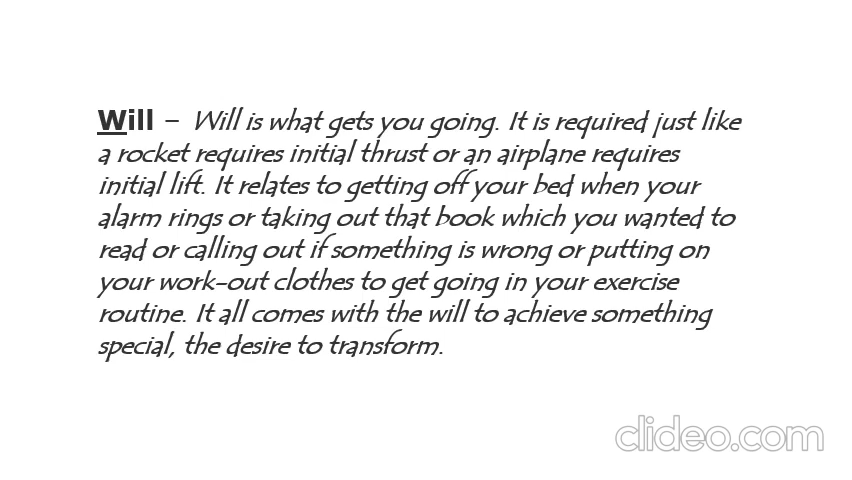 Will – Will is what gets you going. It is required just like
a rocket requires initial thrust or an airplane requires
initial lift. It relates to getting off your bed when your
alarm rings or taking out that book which you wanted to
read or calling out if something is wrong or putting on
your work-out clothes to get going in your exercise
routine. It all comes with the will to achieve something
special, the desire to transform.
clideo.com